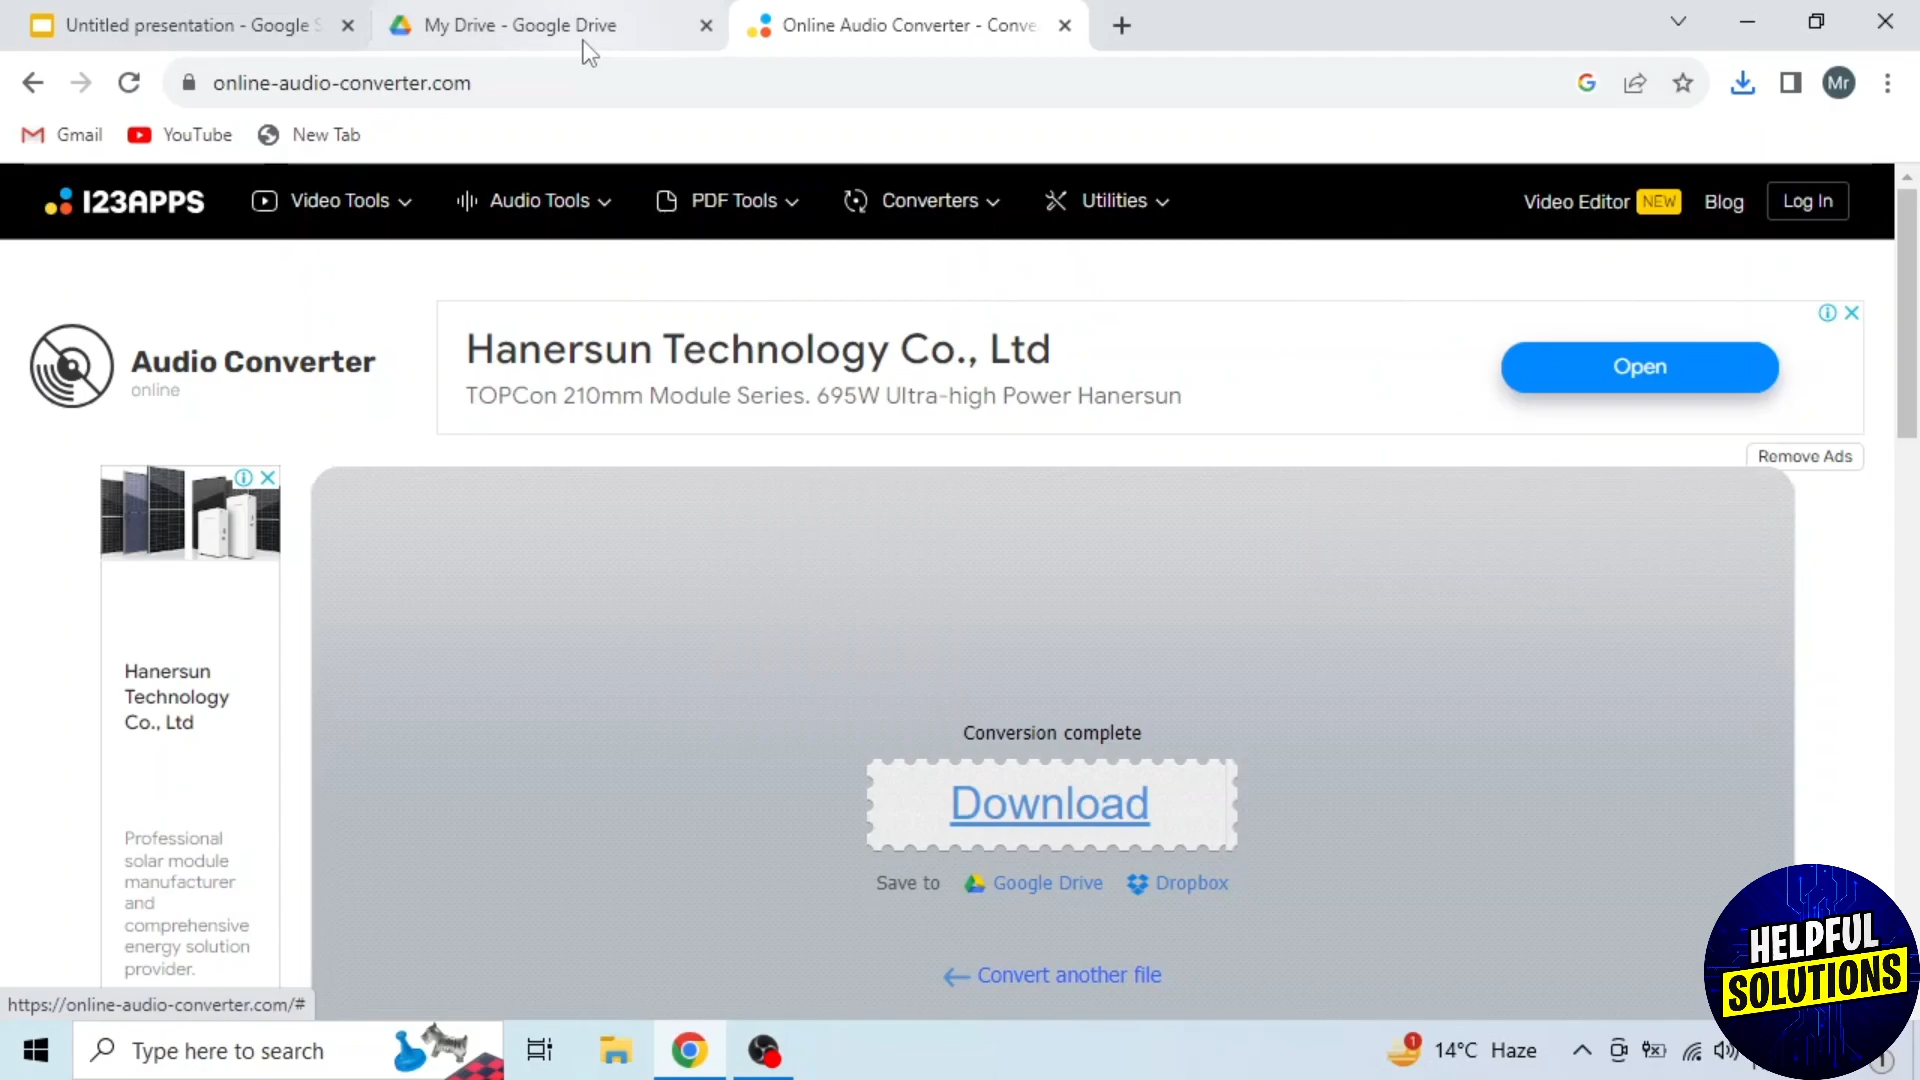 Untitled presentation - Google S
My Drive - Google Drive
Online Audio Converter - Conve
online-audio-converter.com
Mr
Gmail
YouTube
New Tab
123APPS
Video Tools
Audio Tools
PDF Tools
Converters
Utilities
Video Editor NEW
Blog
Log In
Audio Converter
online
Hanersun Technology Co., Ltd
TOPCon 210mm Module Series. 695W Ultra-high Power Hanersun
Open
Remove Ads
Hanersun
Technology
Co., Ltd
Professional
solar module
manufacturer
and
comprehensive
energy solution
provider.
Conversion complete
Download
Save to
Google Drive
Dropbox
Convert another file
https://online-audio-converter.com/#
HELPFUL
SOLUTIONS
Type here to search
1
14°C Haze
1